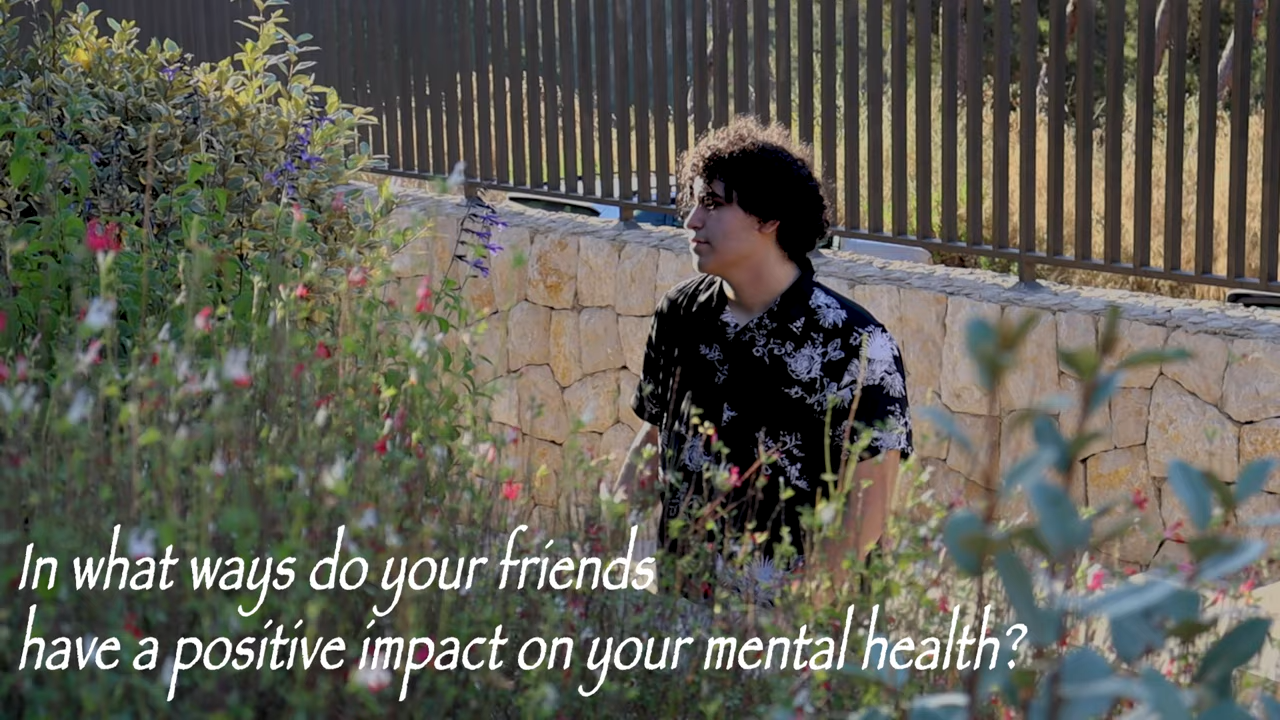 In what ways do your friends
have a positive impact on your mental health?